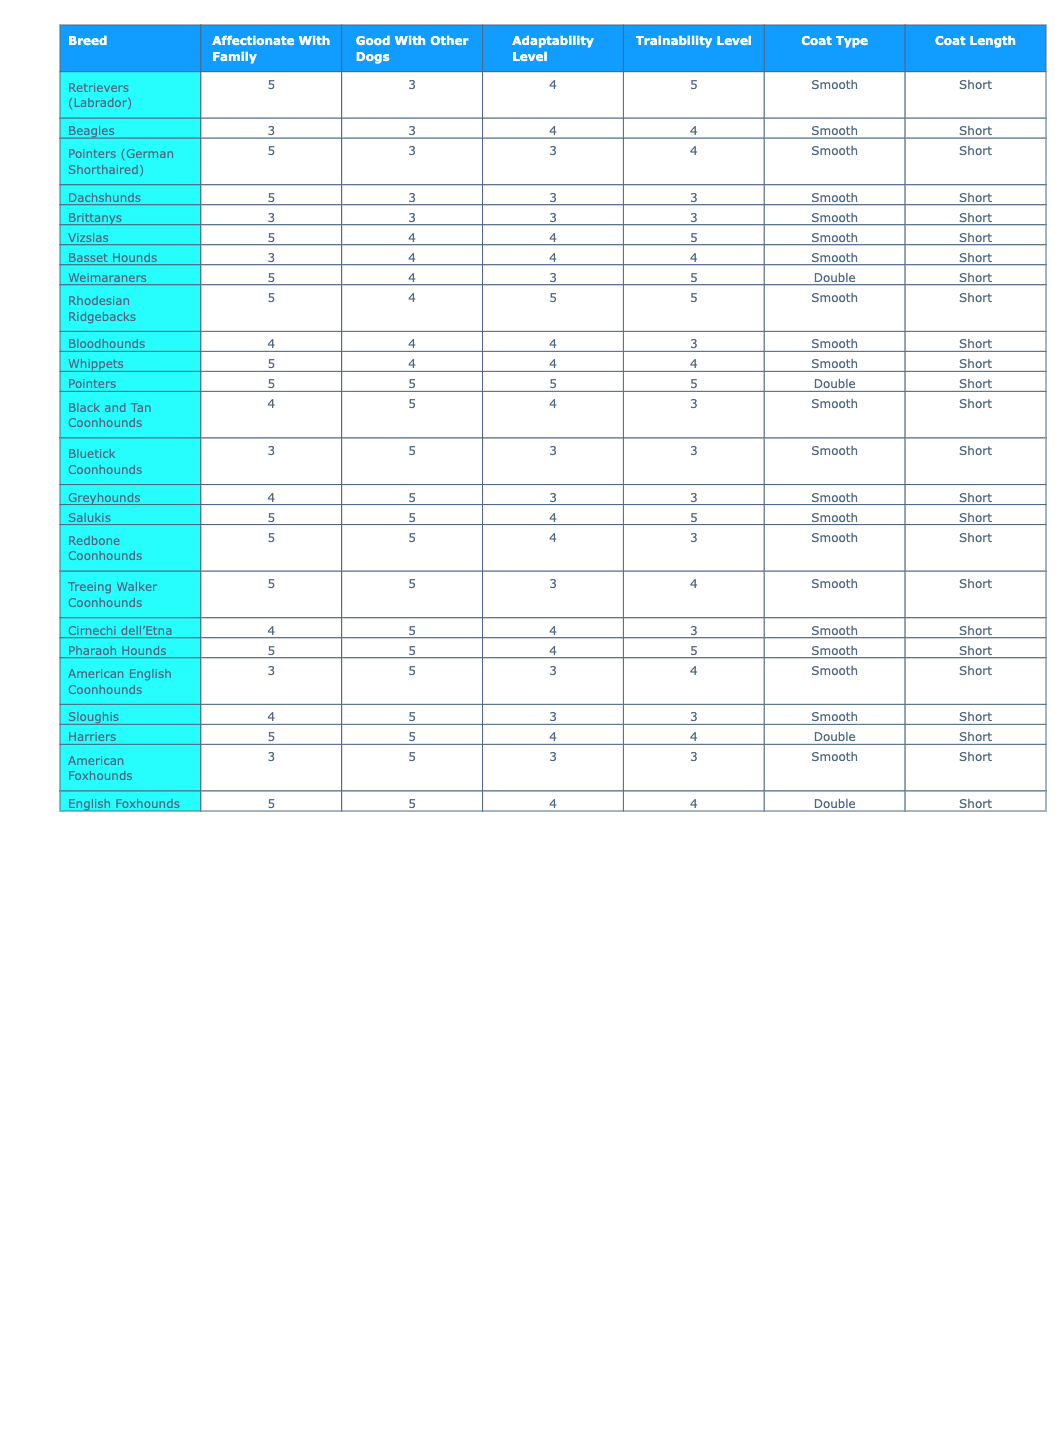 Breed Affectionate With Family Good With Other Dogs Adaptability Level Trainability Level Coat Type Coat Length
Retrievers (Labrador) 5 3 4 5 Smooth Short
Beagles 3 3 4 4 Smooth Short
Pointers (German Shorthaired) 5 3 3 4 Smooth Short
Dachshunds 5 3 3 3 Smooth Short
Brittanys 3 3 3 3 Smooth Short
Vizslas 5 4 4 5 Smooth Short
Basset Hounds 3 4 4 4 Smooth Short
Weimaraners 5 4 3 5 Double Short
Rhodesian Ridgebacks 5 4 5 5 Smooth Short
Bloodhounds 4 4 4 3 Smooth Short
Whippets 5 4 4 4 Smooth Short
Pointers 5 5 5 5 Double Short
Black and Tan Coonhounds 4 5 4 3 Smooth Short
Bluetick Coonhounds 3 5 3 3 Smooth Short
Greyhounds 4 5 3 3 Smooth Short
Salukis 5 5 4 5 Smooth Short
Redbone Coonhounds 5 5 4 3 Smooth Short
Treeing Walker Coonhounds 5 5 3 4 Smooth Short
Cirnechi dell’Etna 4 5 4 3 Smooth Short
Pharaoh Hounds 5 5 4 5 Smooth Short
American English Coonhounds 3 5 3 4 Smooth Short
Sloughis 4 5 3 3 Smooth Short
Harriers 5 5 4 4 Double Short
American Foxhounds 3 5 3 3 Smooth Short
English Foxhounds 5 5 4 4 Double Short